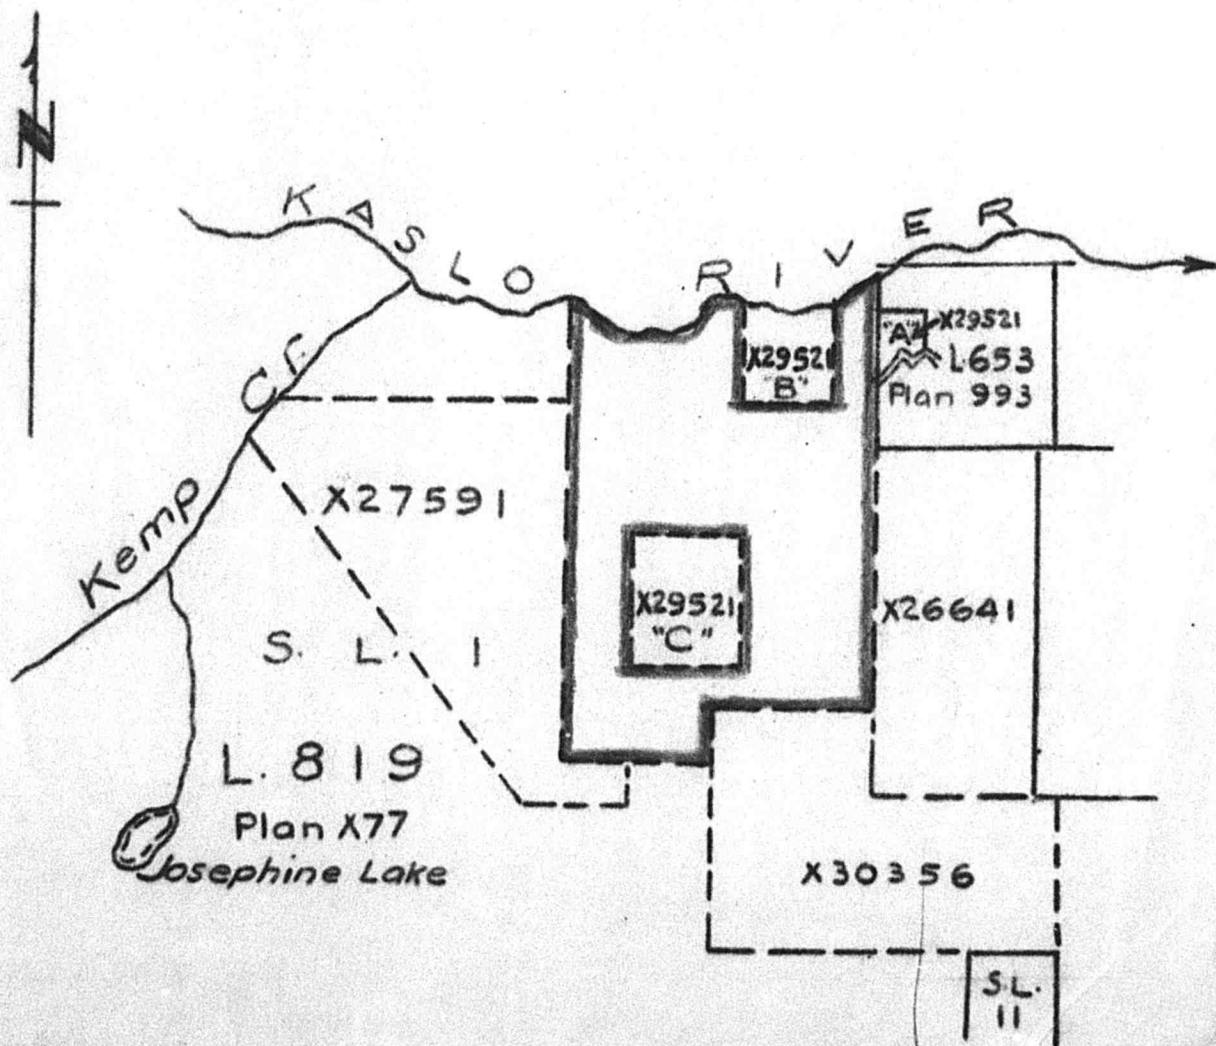 N
KASLO RIVER
"A" X29521
L653
Plan 993
X29521
"B"
Kemp Cr.
X27591
X29521
"C"
X26641
S. L. 1
L. 819
Plan X77
Josephine Lake
X30356
S.L.
11